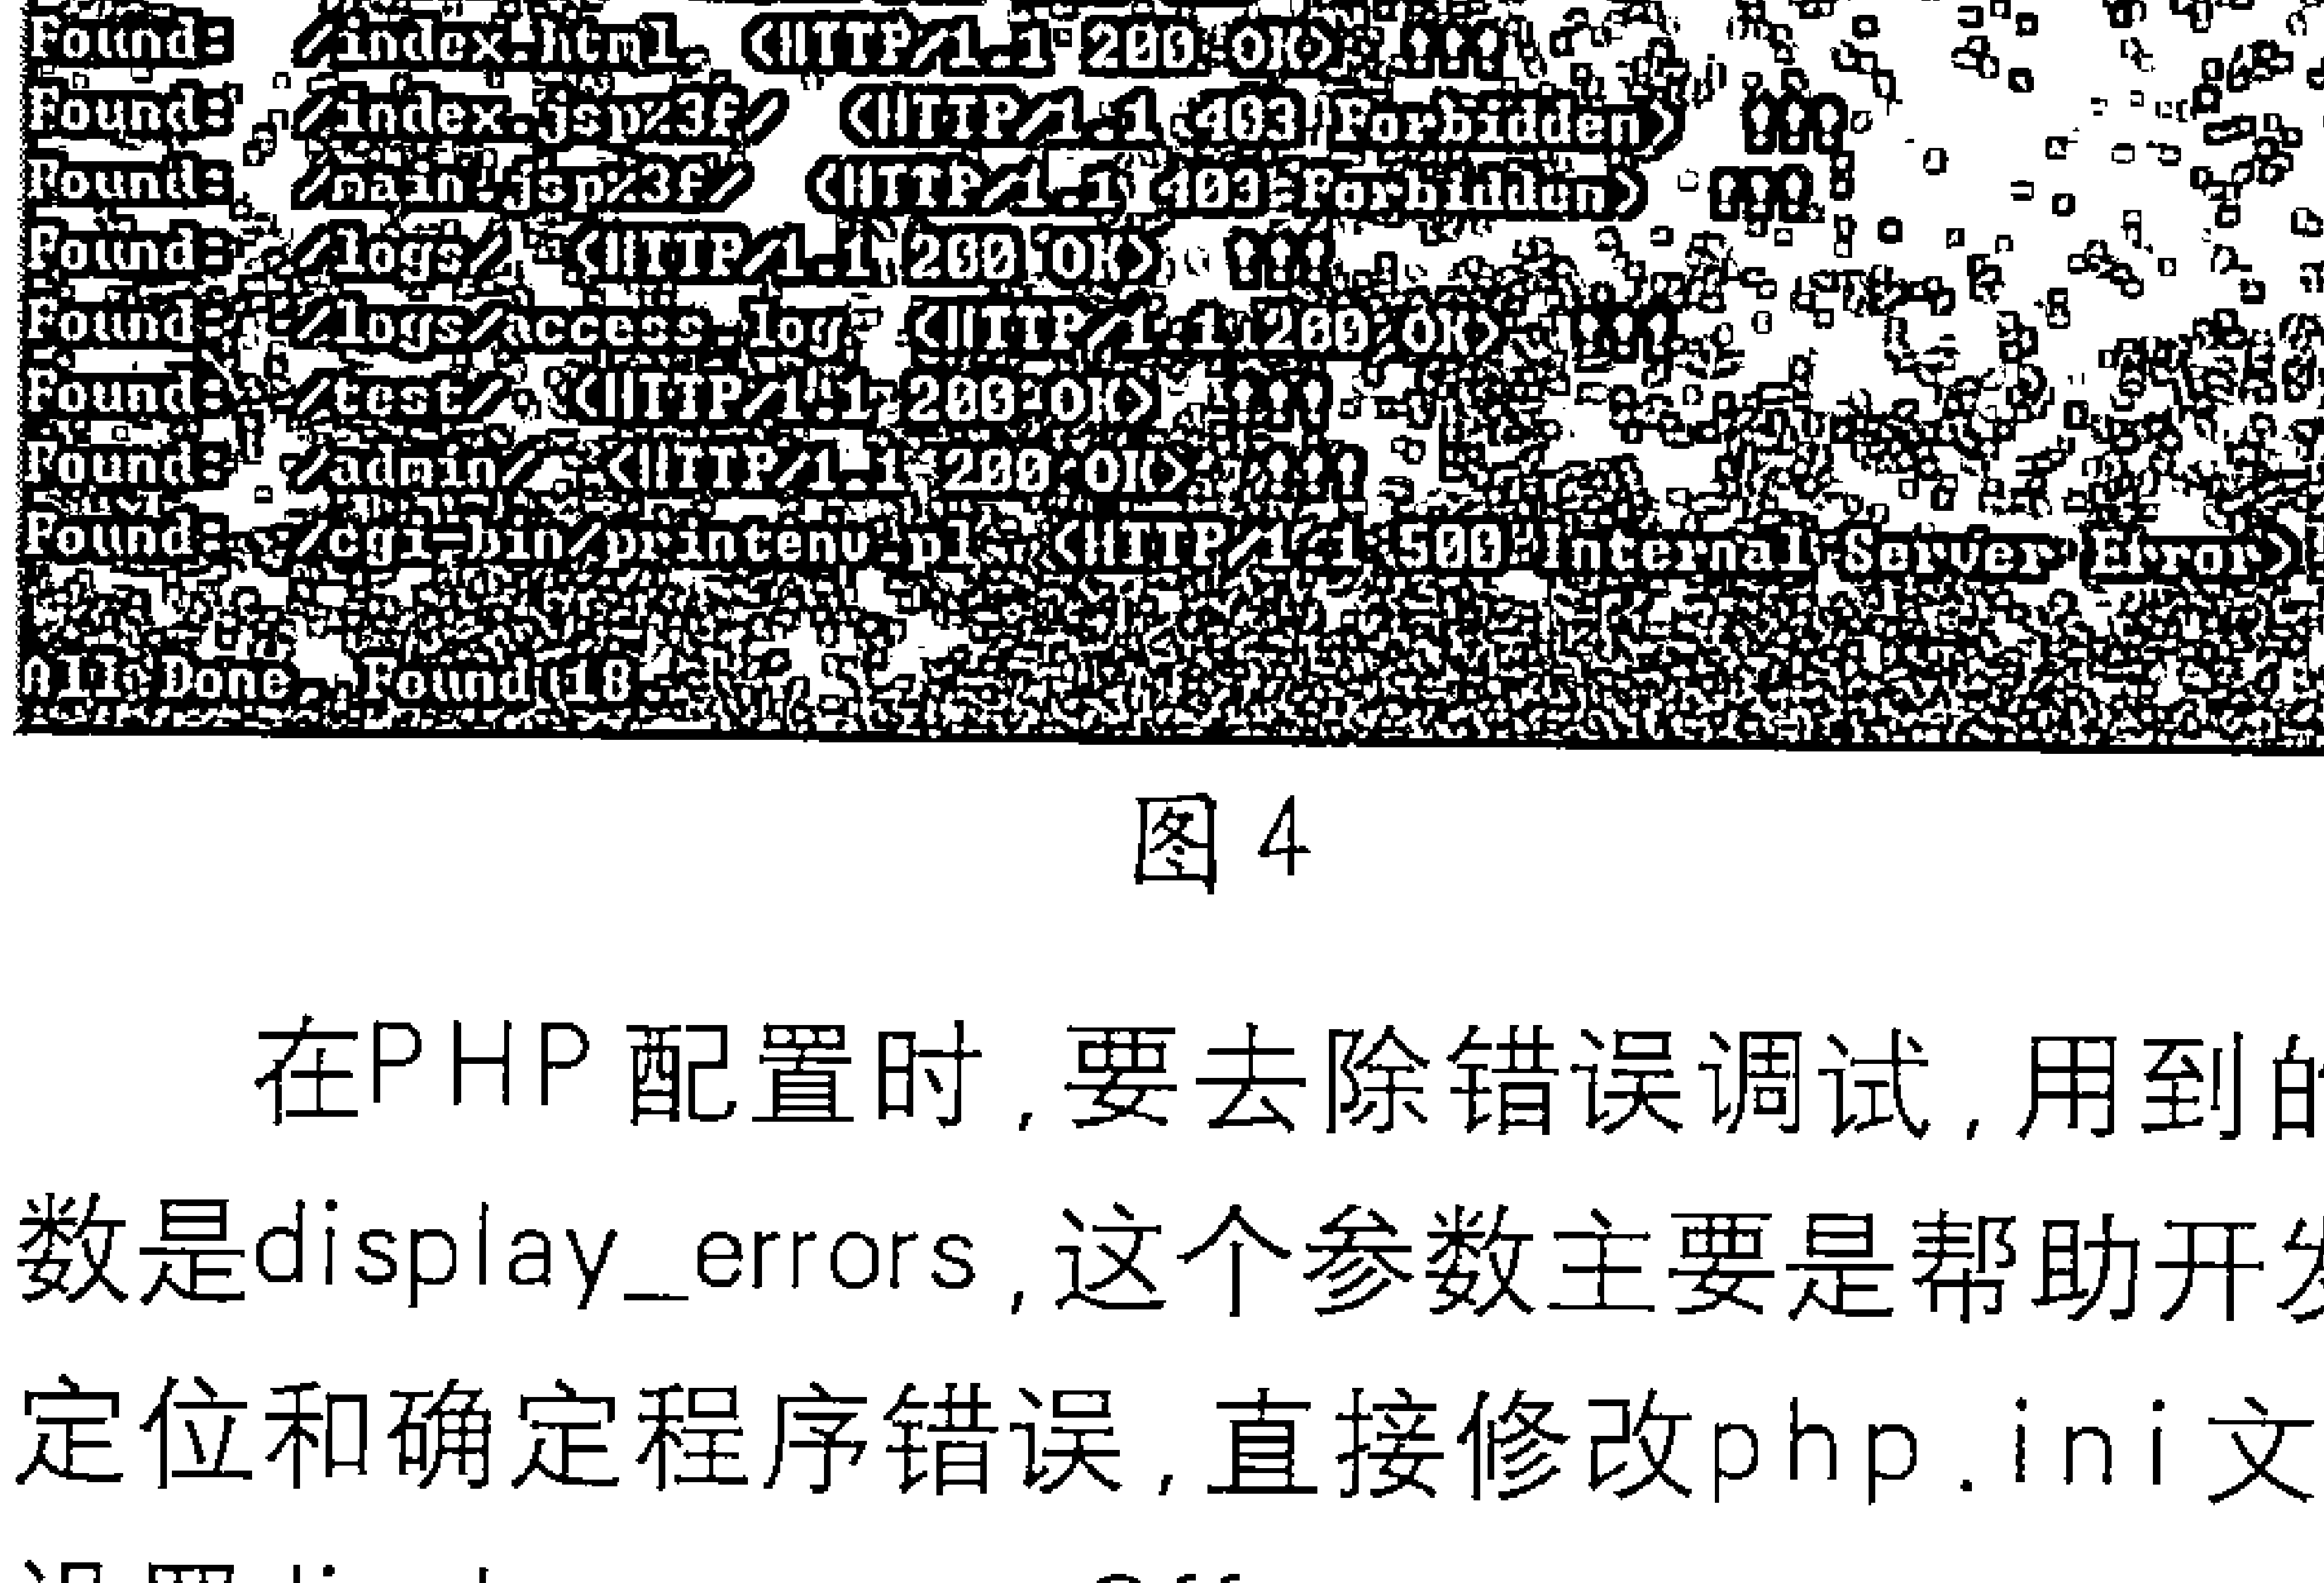 Found: /index.html <HTTP/1.1 200 OK> !!!
Found: /index.jsp%3f/ <HTTP/1.1 403 Forbidden> !!!
Found: /main.jsp%3f/ <HTTP/1.1 403 Forbidden> !!!
Found: /logs/ <HTTP/1.1 200 OK> !!!
Found: /logs/access.log <HTTP/1.1 200 OK> !!!
Found: /test/ <HTTP/1.1 200 OK> !!!
Found: /admin/ <HTTP/1.1 200 OK> !!!
Found: /cgi-bin/printenv.pl <HTTP/1.1 500 Internal Server Error>
All Done. Found 18
图 4
在PHP配置时,要去除错误调试,用到的
数是display_errors,这个参数主要是帮助开发
定位和确定程序错误,直接修改php.ini文